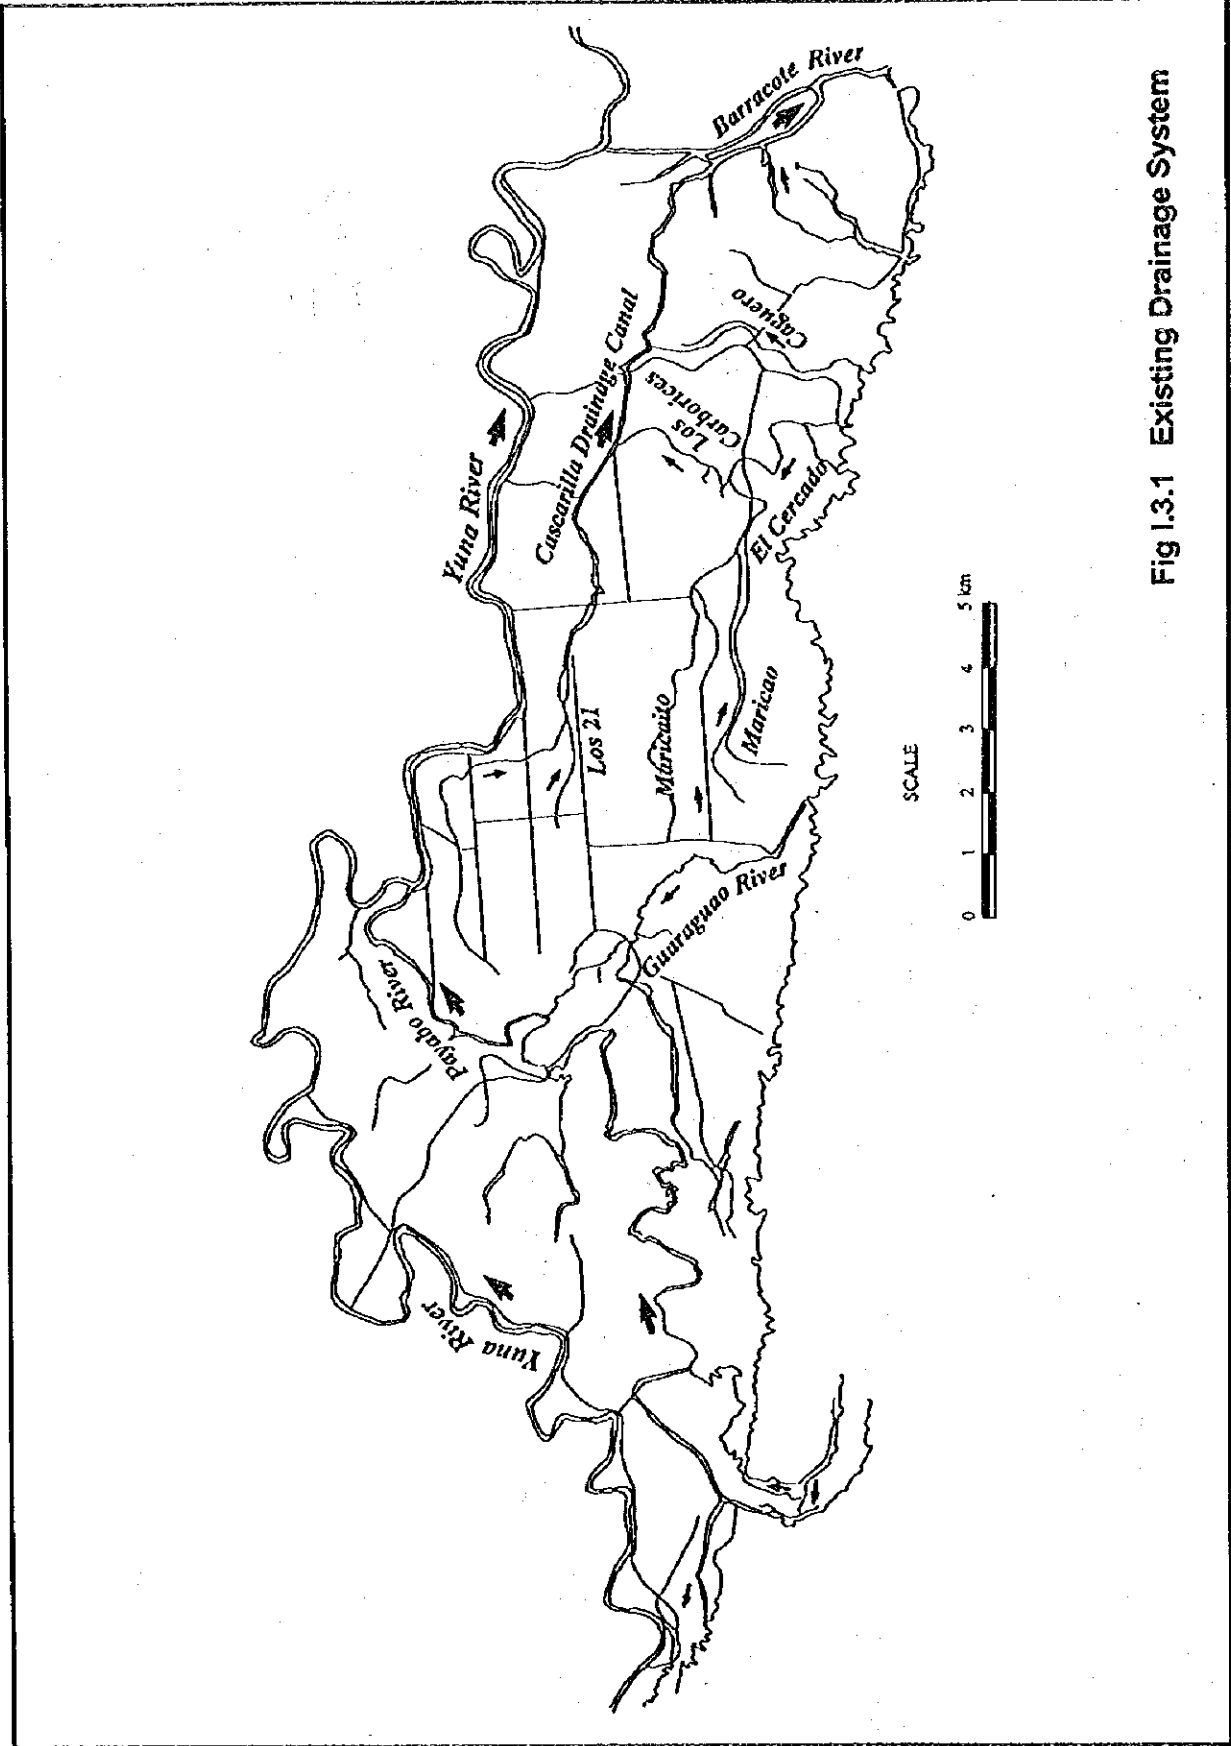 Barracote River
Yuna River
Cuscarilla Drainage Canal
Caguero
Los
Carborices
El Cercado
Los 21
Maricaito
Maricao
Payabo River
Guaraguao River
Yuna River
SCALE
0 1 2 3 4 5 km
Fig I.3.1 Existing Drainage System